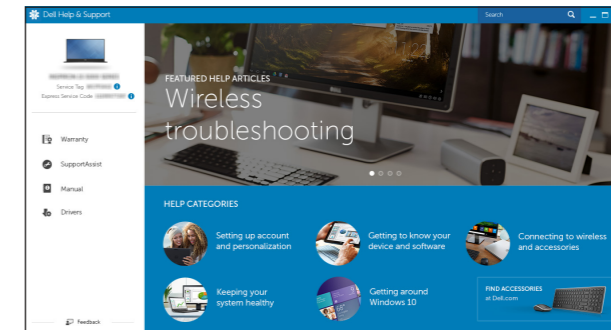 Dell Help & Support
Search
Service Tag:
Express Service Code:
Warranty
SupportAssist
Manual
Drivers
Feedback
FEATURED HELP ARTICLES
Wireless
troubleshooting
HELP CATEGORIES
Setting up account
and personalization
Getting to know your
device and software
Connecting to wireless
and accessories
Keeping your
system healthy
Getting around
Windows 10
FIND ACCESSORIES
at Dell.com